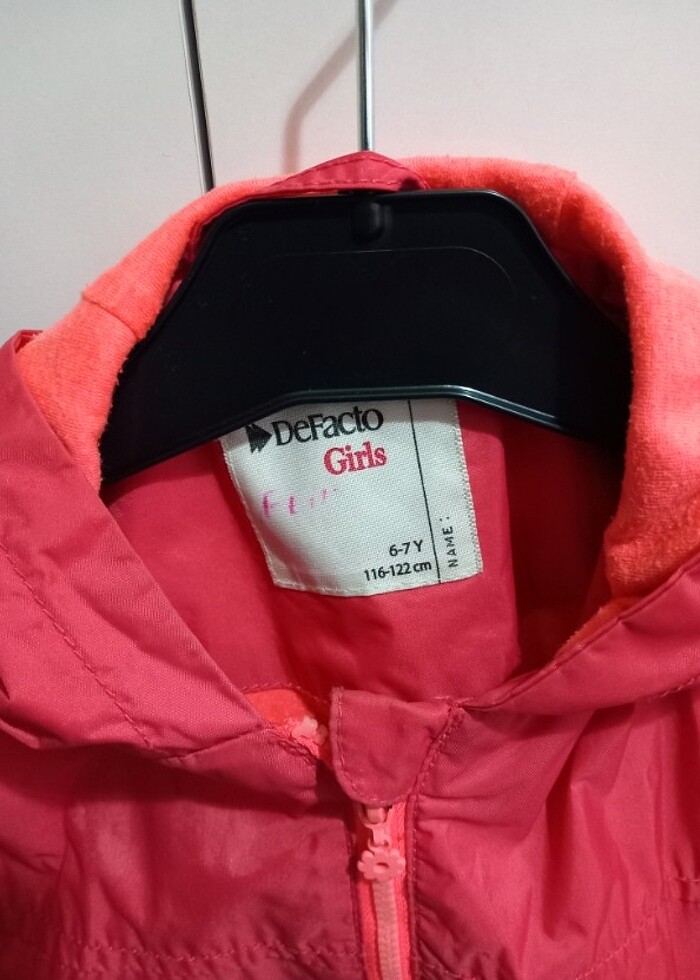 DeFacto
Girls
6-7 Y
116-122 cm
NAME :